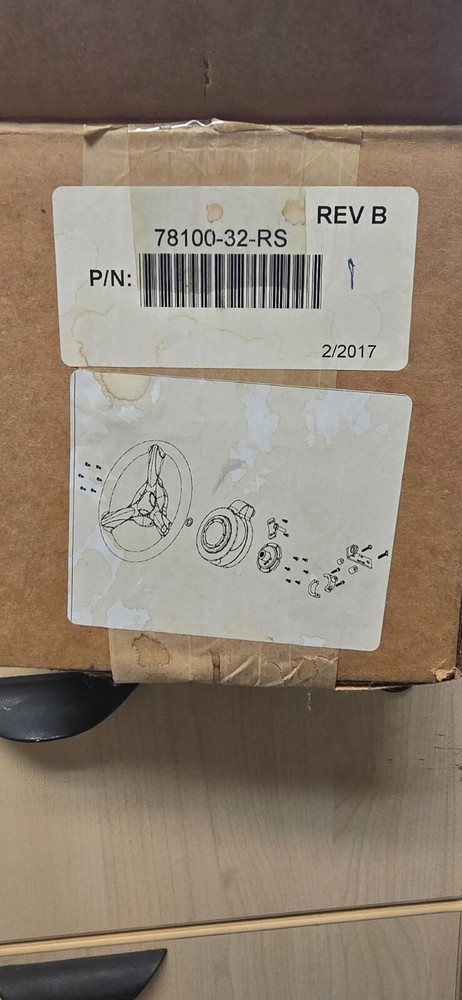 REV B
78100-32-RS
P/N:
2/2017